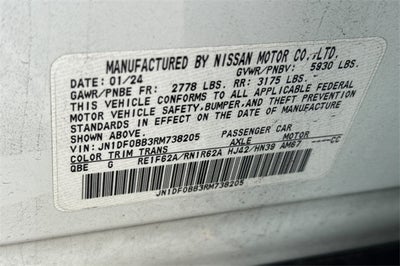 MANUFACTURED BY NISSAN MOTOR CO.,LTD.
DATE: 01/24 GVWR/PNBV: 5930 LBS.
GAWR/PNBE FR: 2778 LBS. RR: 3175 LBS.
THIS VEHICLE CONFORMS TO ALL APPLICABLE FEDERAL
MOTOR VEHICLE SAFETY,BUMPER,AND THEFT PREVENTION
STANDARDS IN EFFECT ON THE DATE OF
MANUFACTURE SHOWN ABOVE.
VIN: JN1DF0BB3RM738205 PASSENGER CAR
COLOR TRIM TRANS AXLE MOTOR
QBE G RE1F62A/RN1R62A HJ42/HN39 AM67 ----CC
JN1DF0BB3RM738205